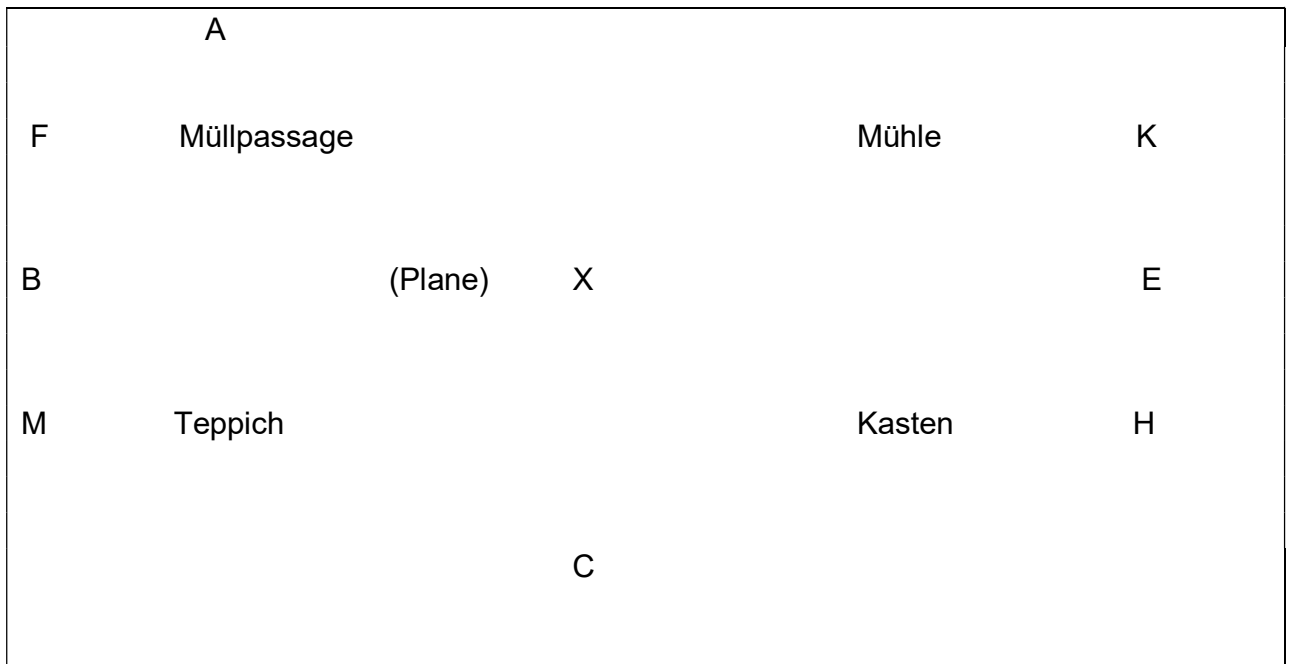 A
F Müllpassage Mühle K
B (Plane) X E
M Teppich Kasten H
C